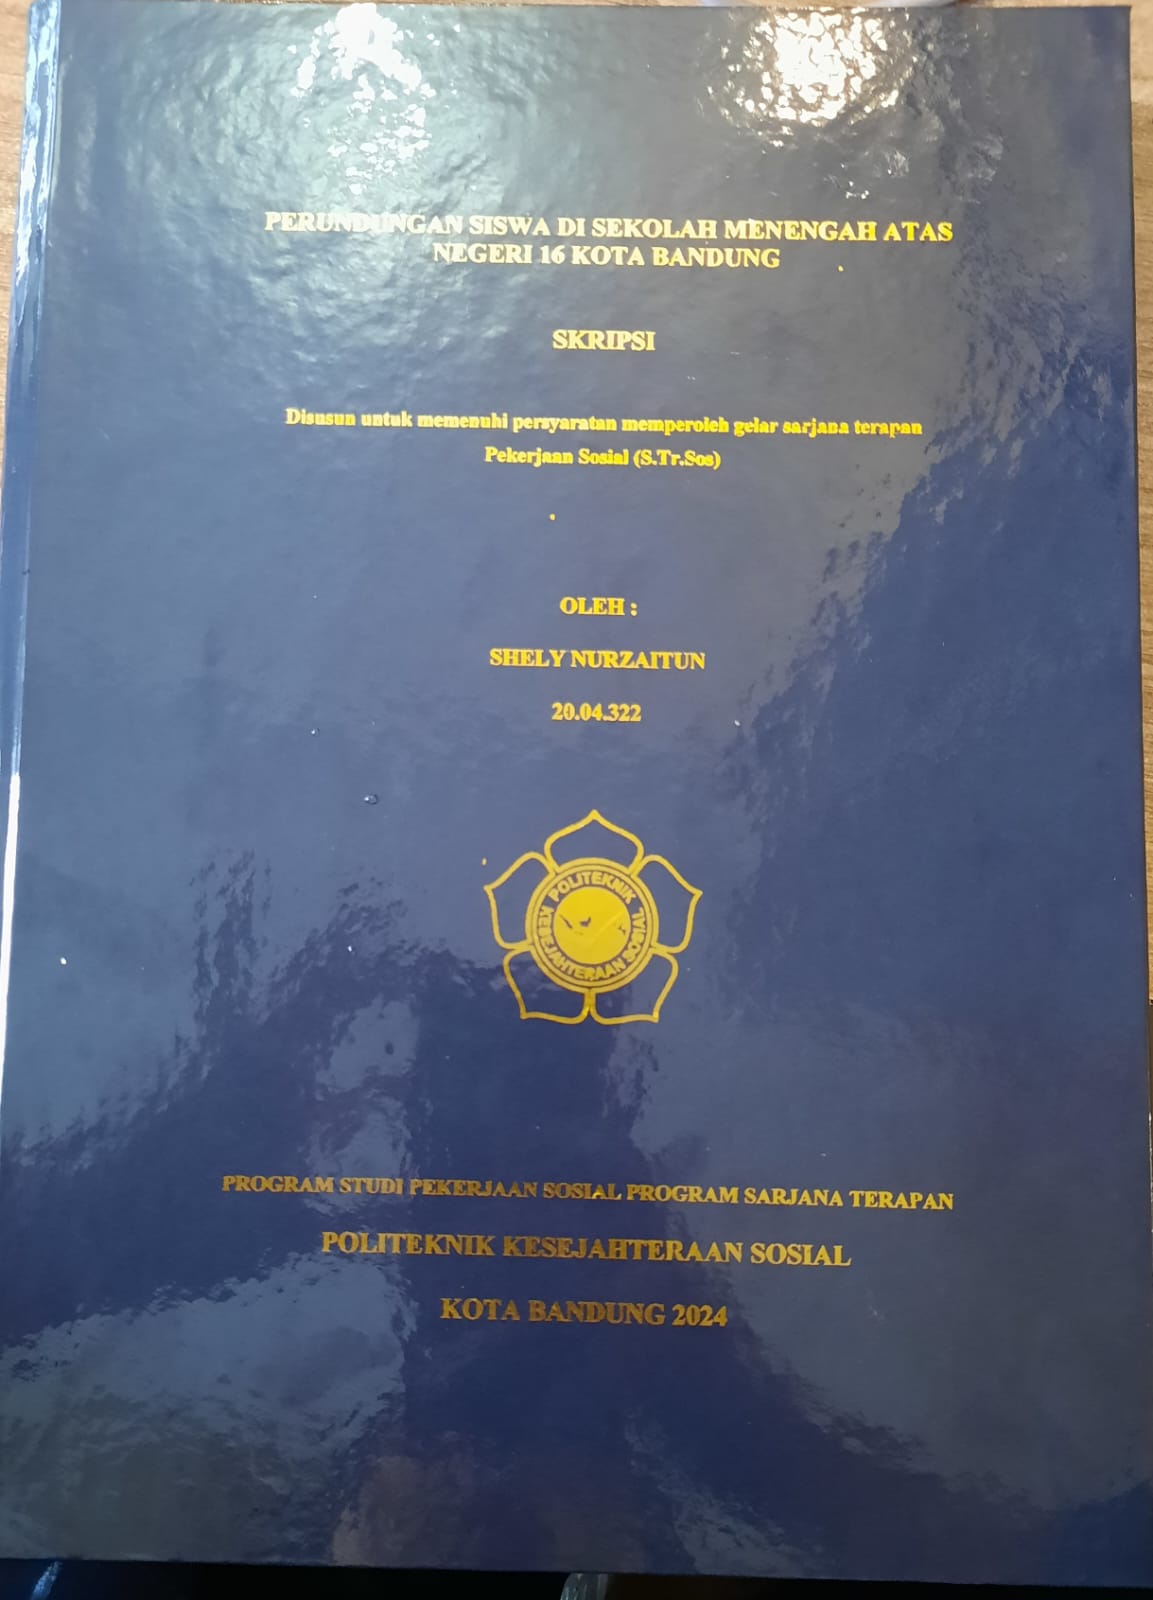 PERUNDUNGAN SISWA DI SEKOLAH MENENGAH ATAS
NEGERI 16 KOTA BANDUNG
SKRIPSI
Disusun untuk memenuhi persyaratan memperoleh gelar sarjana terapan
Pekerjaan Sosial (S.Tr.Sos)
OLEH :
SHELY NURZAITUN
20.04.322
POLITEKNIK
KESEJAHTERAAN SOSIAL
PROGRAM STUDI PEKERJAAN SOSIAL PROGRAM SARJANA TERAPAN
POLITEKNIK KESEJAHTERAAN SOSIAL
KOTA BANDUNG 2024